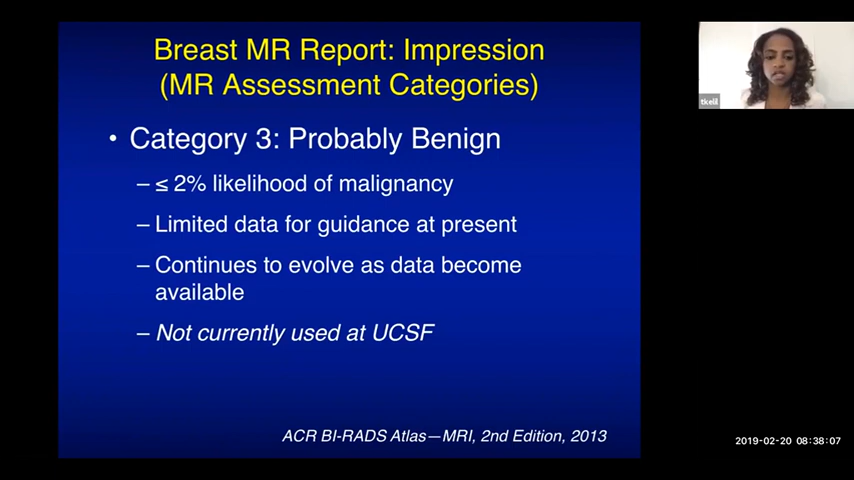 Breast MR Report: Impression
(MR Assessment Categories)
• Category 3: Probably Benign
– ≤ 2% likelihood of malignancy
– Limited data for guidance at present
– Continues to evolve as data become
available
– Not currently used at UCSF
ACR BI-RADS Atlas—MRI, 2nd Edition, 2013
tkelil
2019-02-20 08:38:07